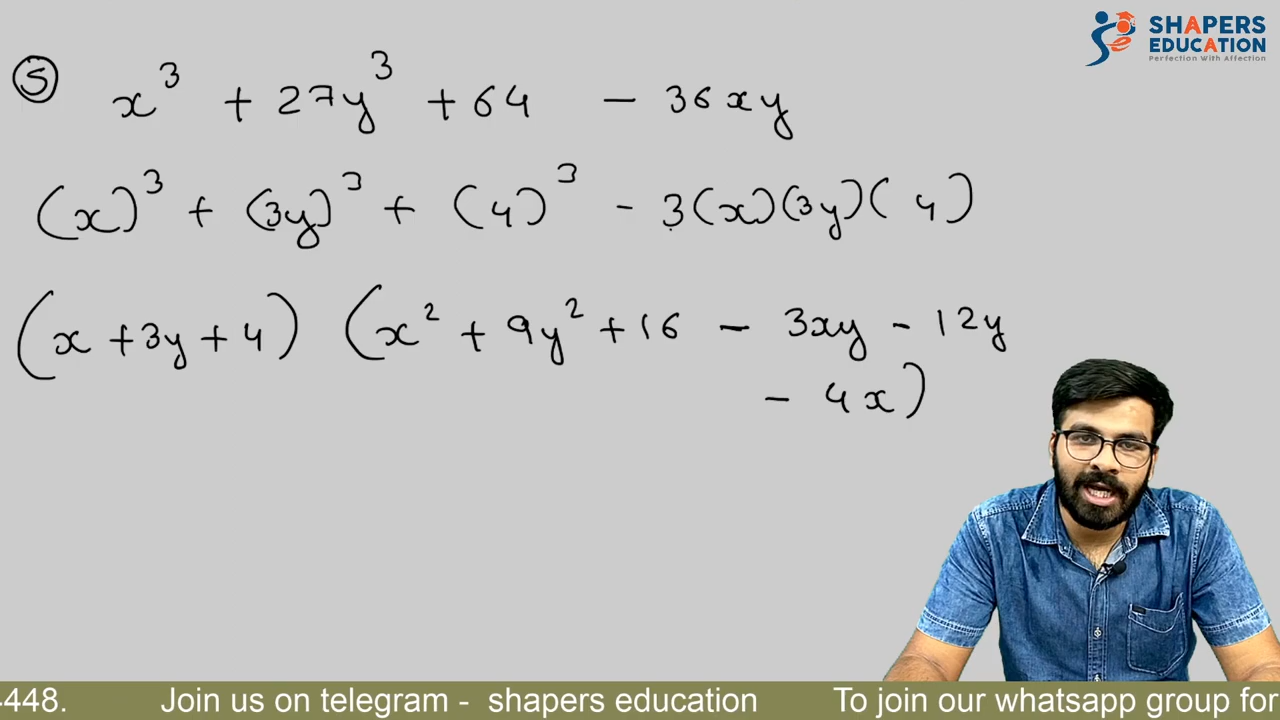 SHAPERS
EDUCATION
Perfection With Affection
5 x³ + 27y³ + 64 - 36xy
(x)³ + (3y)³ + (4)³ - 3(x)(3y)(4)
(x + 3y + 4) (x² + 9y² + 16 - 3xy - 12y
- 4x)
-448. Join us on telegram - shapers education To join our whatsapp group for